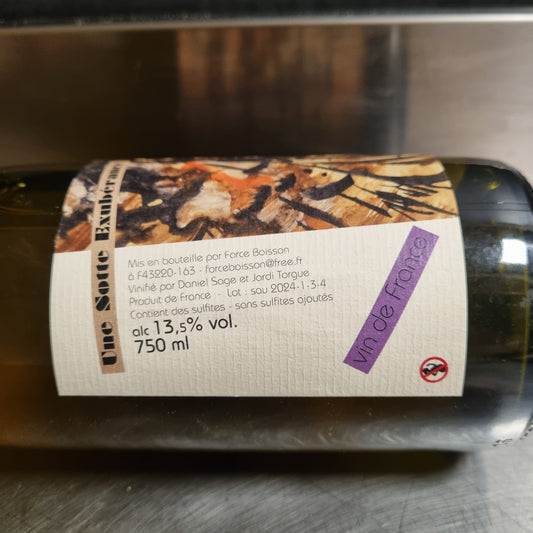 Une Sotte Exubérance
Mis en bouteille par Force Boisson
à F43220-163 - forceboisson@free.fr
Vinifié par Daniel Sage et Jordi Torgue
Produit de France - Lot : sau 2024-1-3-4
Contient des sulfites - sans sulfites ajoutés
alc 13,5% vol.
750 ml
vin de France